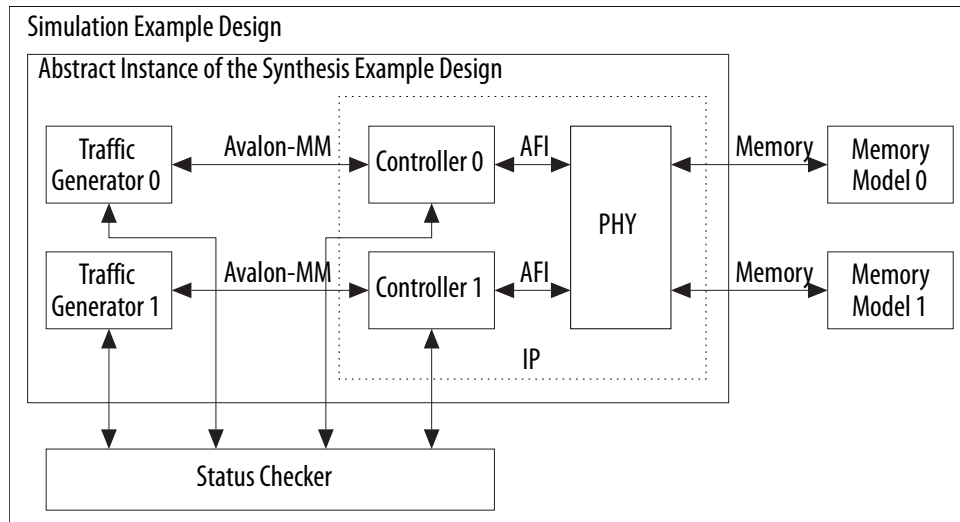 Simulation Example Design
Abstract Instance of the Synthesis Example Design
Traffic
Generator 0
Avalon-MM
Controller 0
AFI
PHY
Memory
Memory
Model 0
Traffic
Generator 1
Avalon-MM
Controller 1
AFI
Memory
Memory
Model 1
IP
Status Checker